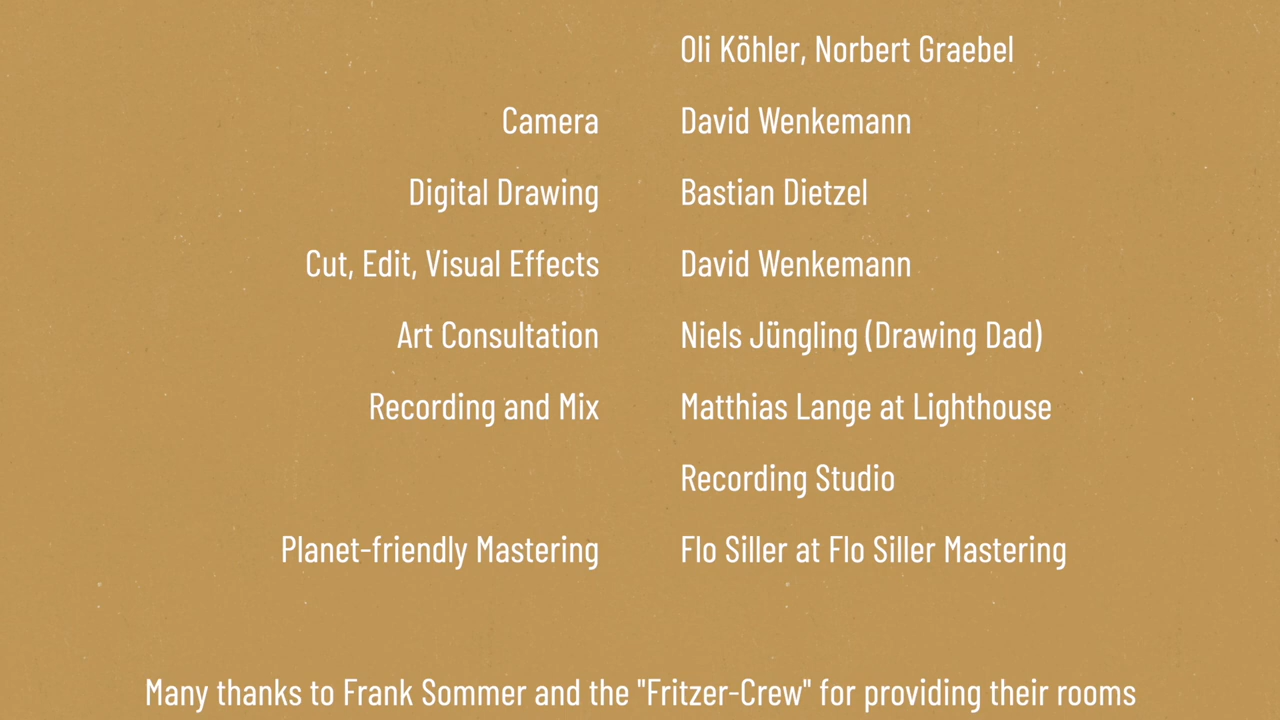 Oli Köhler, Norbert Graebel
Camera David Wenkemann
Digital Drawing Bastian Dietzel
Cut, Edit, Visual Effects David Wenkemann
Art Consultation Niels Jüngling (Drawing Dad)
Recording and Mix Matthias Lange at Lighthouse
Recording Studio
Planet-friendly Mastering Flo Siller at Flo Siller Mastering
Many thanks to Frank Sommer and the "Fritzer-Crew" for providing their rooms